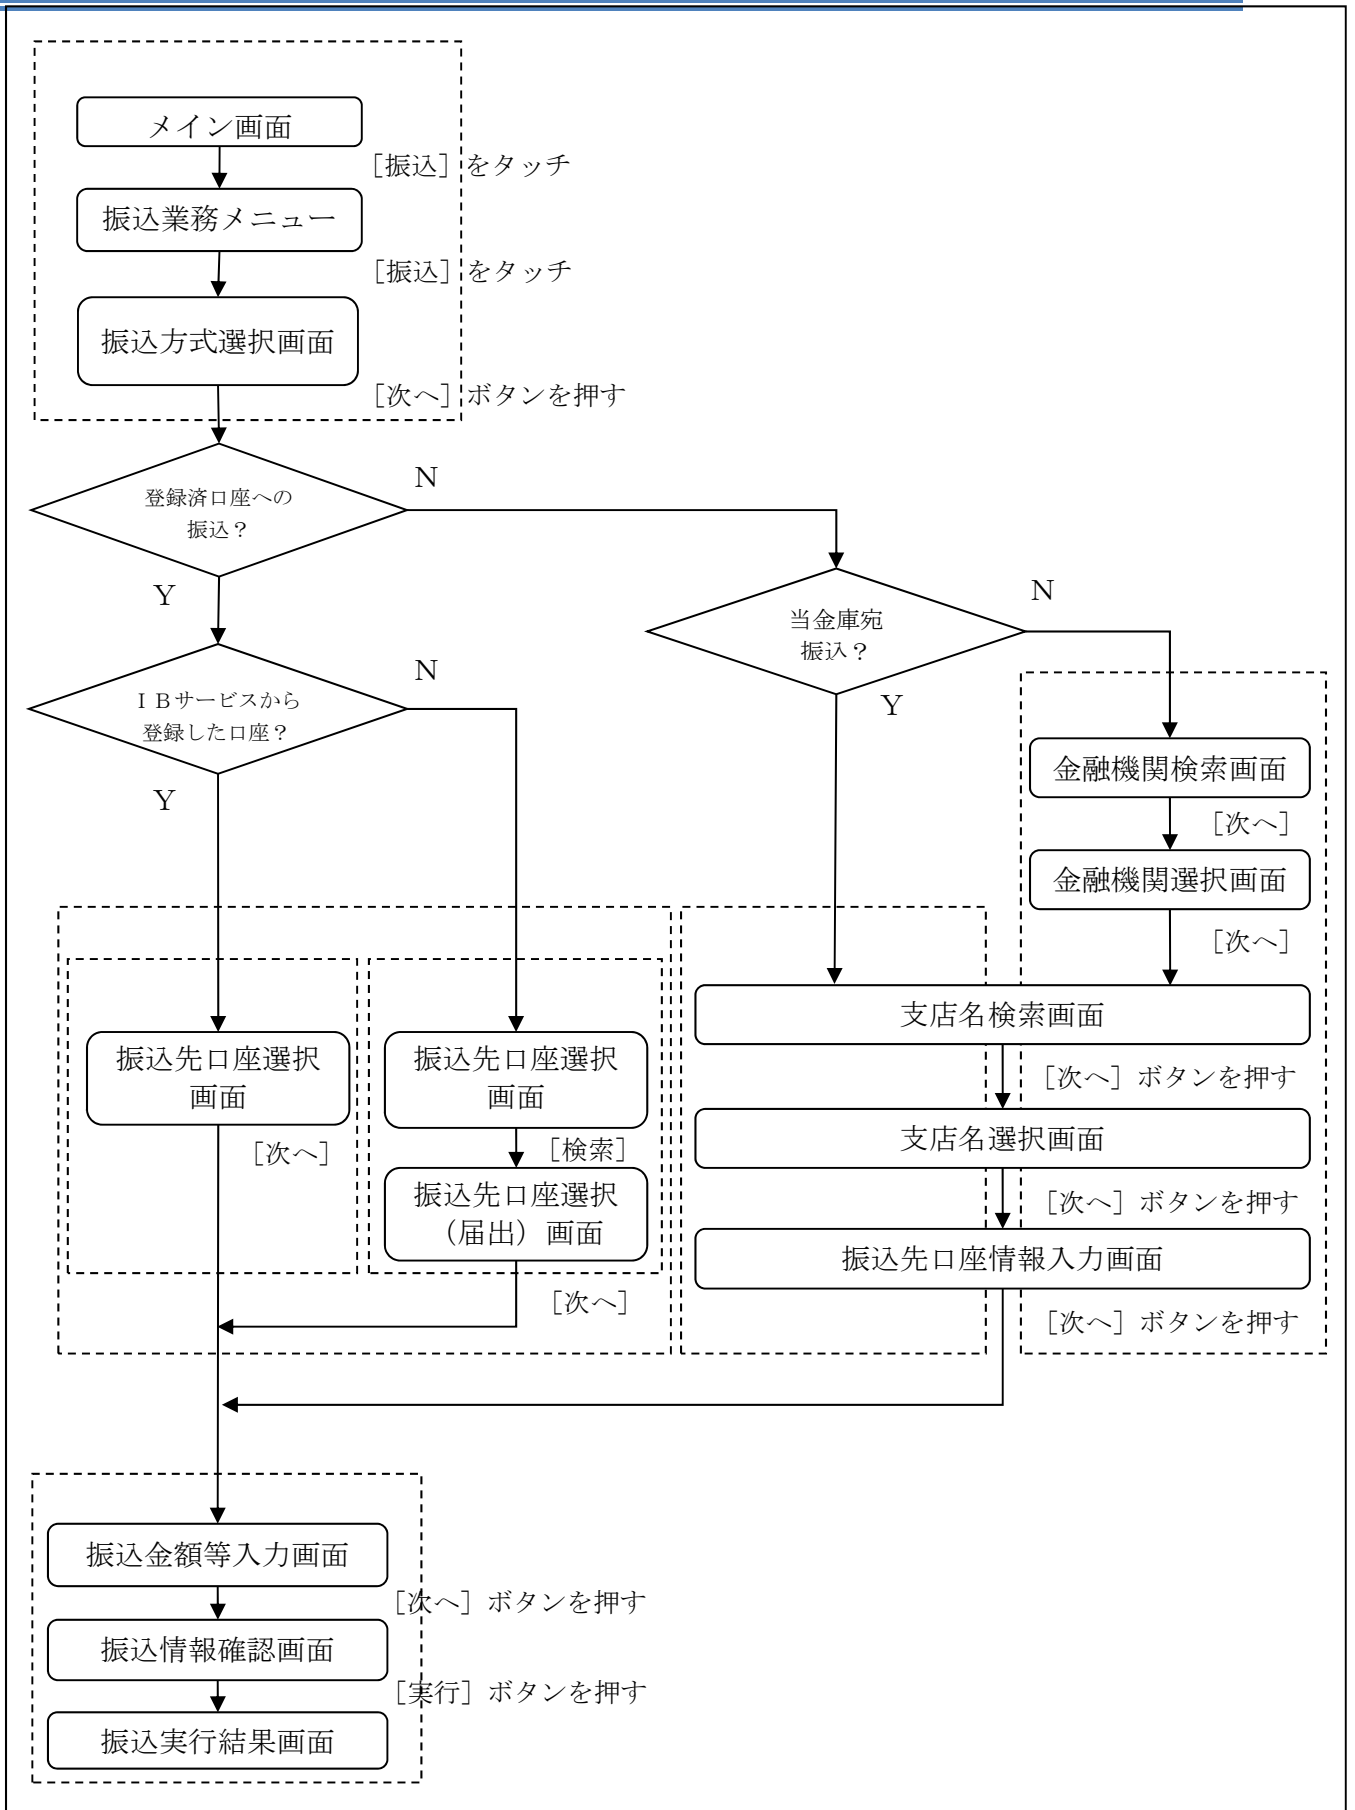 メイン画面
［振込］をタッチ
振込業務メニュー
［振込］をタッチ
振込方式選択画面
［次へ］ボタンを押す
登録済口座への
振込？
N
Y
当金庫宛
振込？
N
Y
ＩＢサービスから
登録した口座？
N
Y
金融機関検索画面
［次へ］
金融機関選択画面
［次へ］
支店名検索画面
［次へ］ボタンを押す
支店名選択画面
［次へ］ボタンを押す
振込先口座情報入力画面
［次へ］ボタンを押す
振込先口座選択
画面
［次へ］
振込先口座選択
画面
［検索］
振込先口座選択
（届出）画面
［次へ］
振込金額等入力画面
［次へ］ボタンを押す
振込情報確認画面
［実行］ボタンを押す
振込実行結果画面